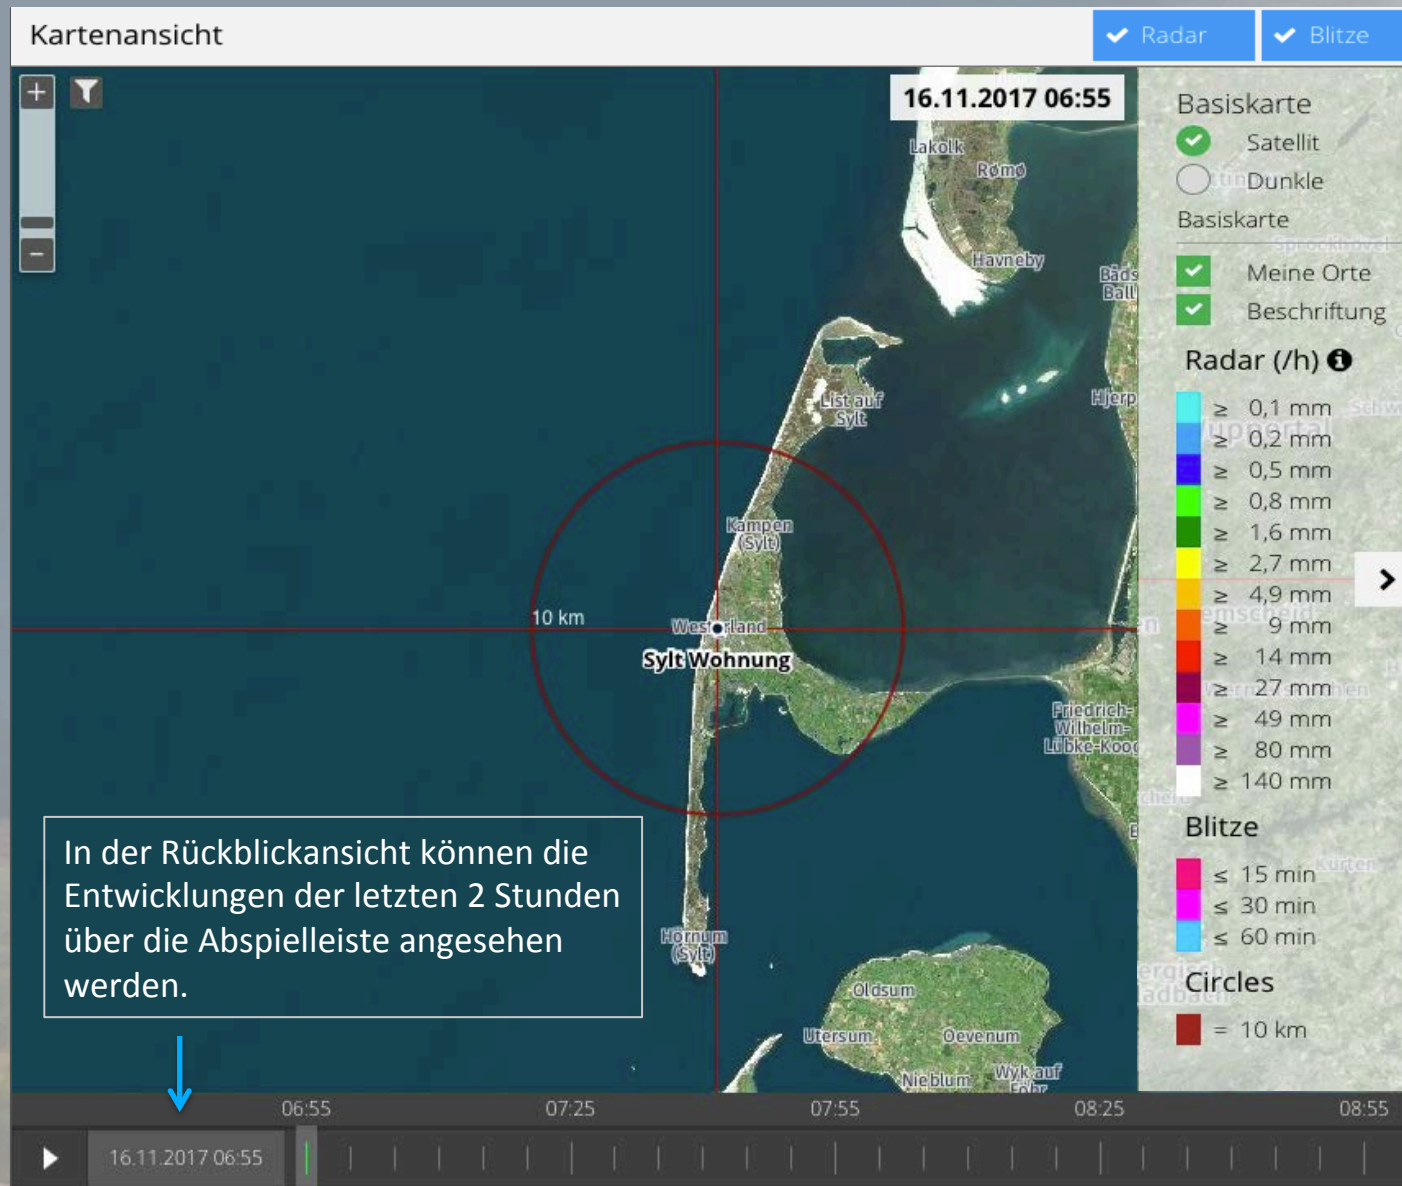 Kartenansicht
Radar
Blitze
16.11.2017 06:55
Lakolk
Rømø
Havneby
List auf
Sylt
Kampen
(Sylt)
10 km
Westerland
Sylt Wohnung
Friedrich-
Wilhelm-
Lübke-Koog
Hörnum
(Sylt)
Oldsum
Utersum
Oevenum
Nieblum
Wyk auf
Föhr
In der Rückblickansicht können die
Entwicklungen der letzten 2 Stunden
über die Abspielleiste angesehen
werden.
Basiskarte
Satellit
Dunkle
Basiskarte
Meine Orte
Beschriftung
Radar (/h)
≥ 0,1 mm
≥ 0,2 mm
≥ 0,5 mm
≥ 0,8 mm
≥ 1,6 mm
≥ 2,7 mm
≥ 4,9 mm
≥ 9 mm
≥ 14 mm
≥ 27 mm
≥ 49 mm
≥ 80 mm
≥ 140 mm
Blitze
≤ 15 min
≤ 30 min
≤ 60 min
Circles
= 10 km
06:55
07:25
07:55
08:25
08:55
16.11.2017 06:55